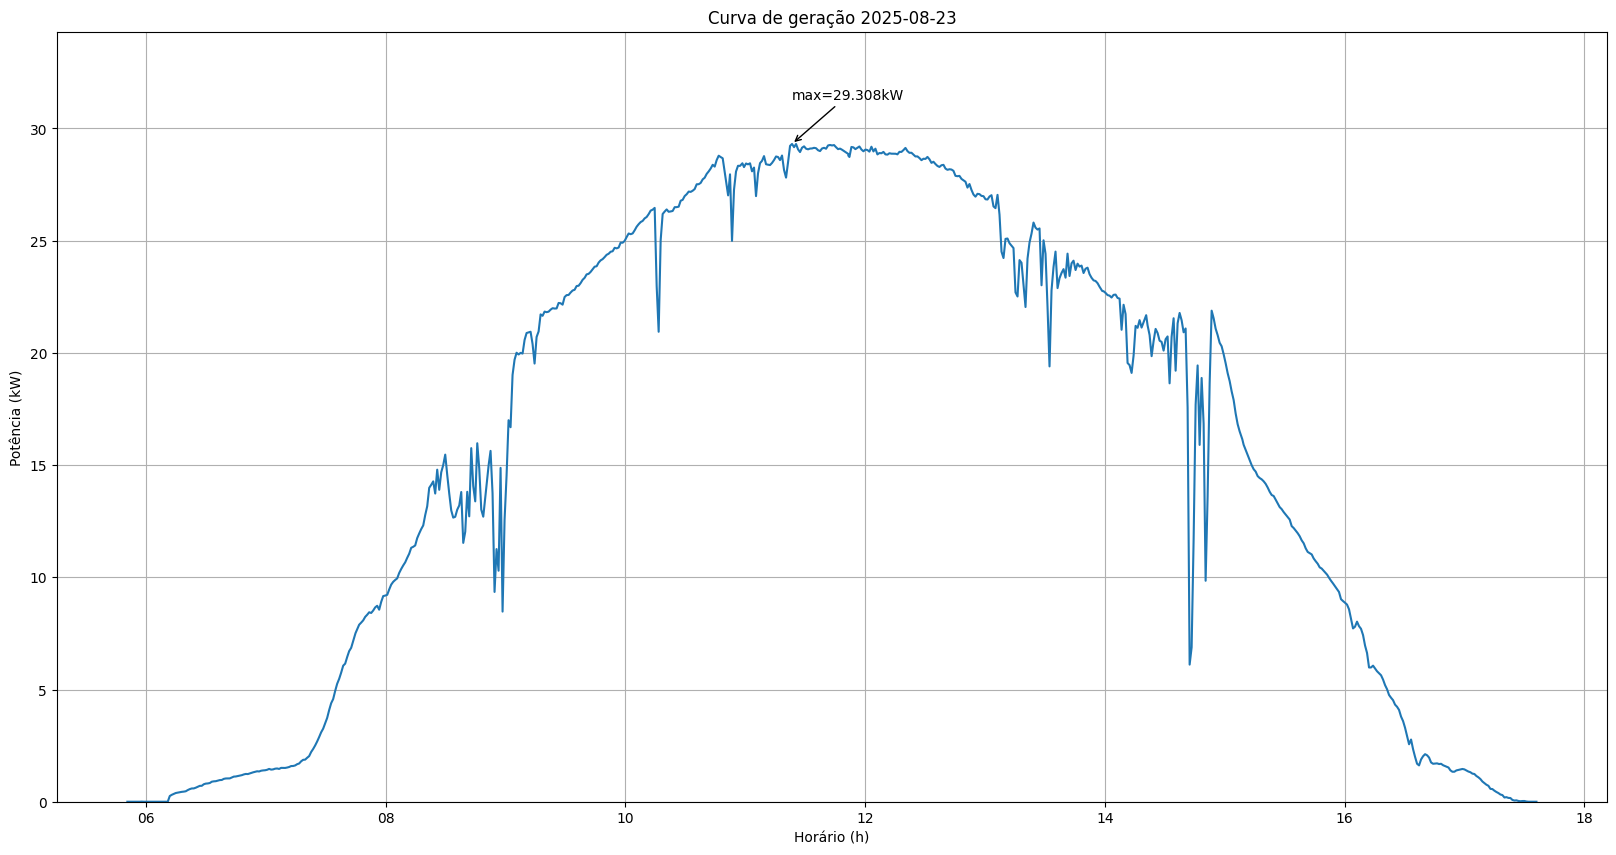 Curva de geração 2025-08-23
max=29.308kW
30
25
20
15
10
5
0
Potência (kW)
06 08 10 12 14 16 18
Horário (h)